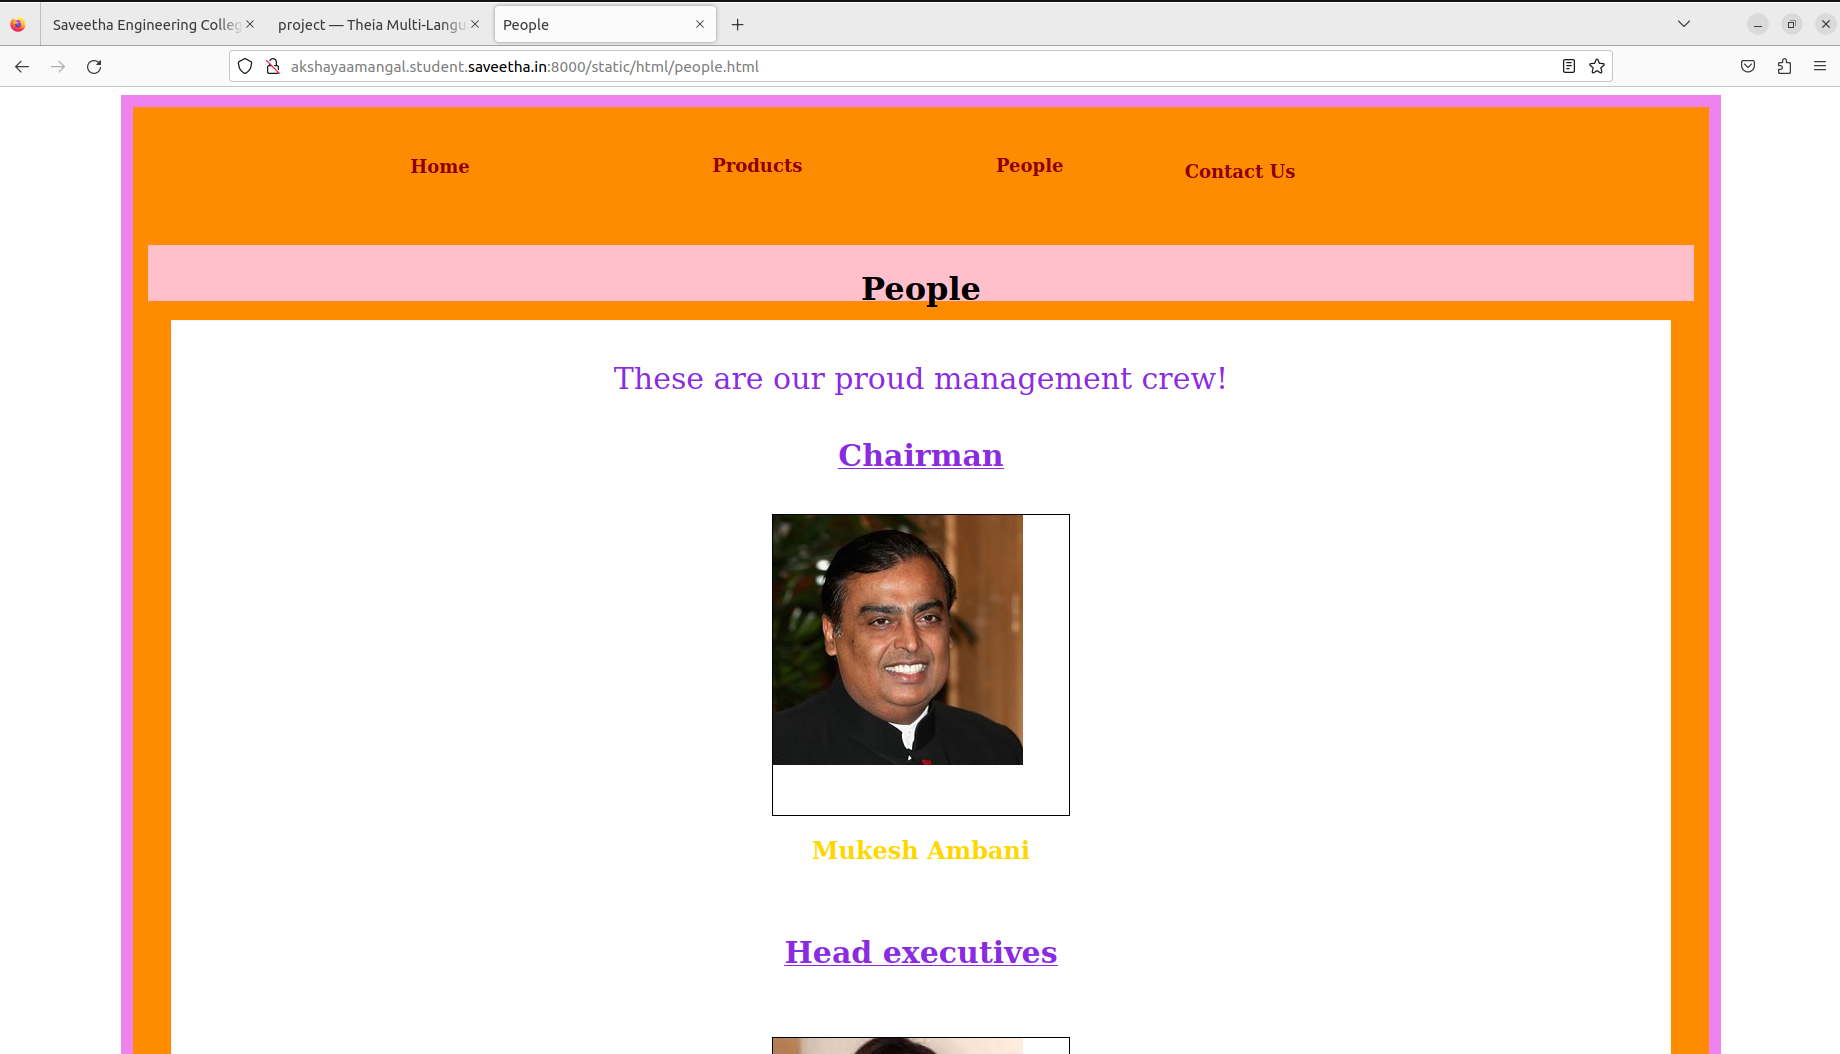 Saveetha Engineering Colleg
project — Theia Multi-Langu
People
akshayaamangal.student.saveetha.in:8000/static/html/people.html
Home Products People Contact Us
People
These are our proud management crew!
Chairman
Mukesh Ambani
Head executives